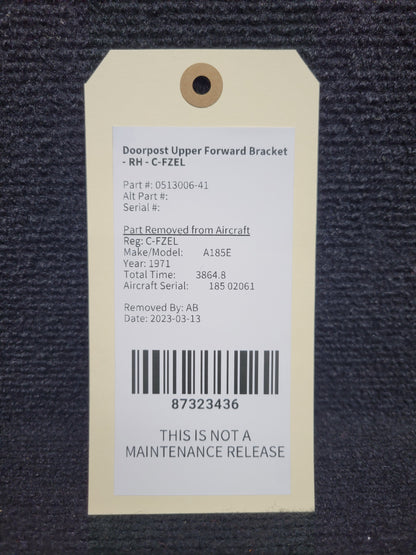 Doorpost Upper Forward Bracket
- RH - C-FZEL
Part #: 0513006-41
Alt Part #:
Serial #:
Part Removed from Aircraft
Reg: C-FZEL
Make/Model: A185E
Year: 1971
Total Time: 3864.8
Aircraft Serial: 185 02061
Removed By: AB
Date: 2023-03-13
87323436
THIS IS NOT A
MAINTENANCE RELEASE